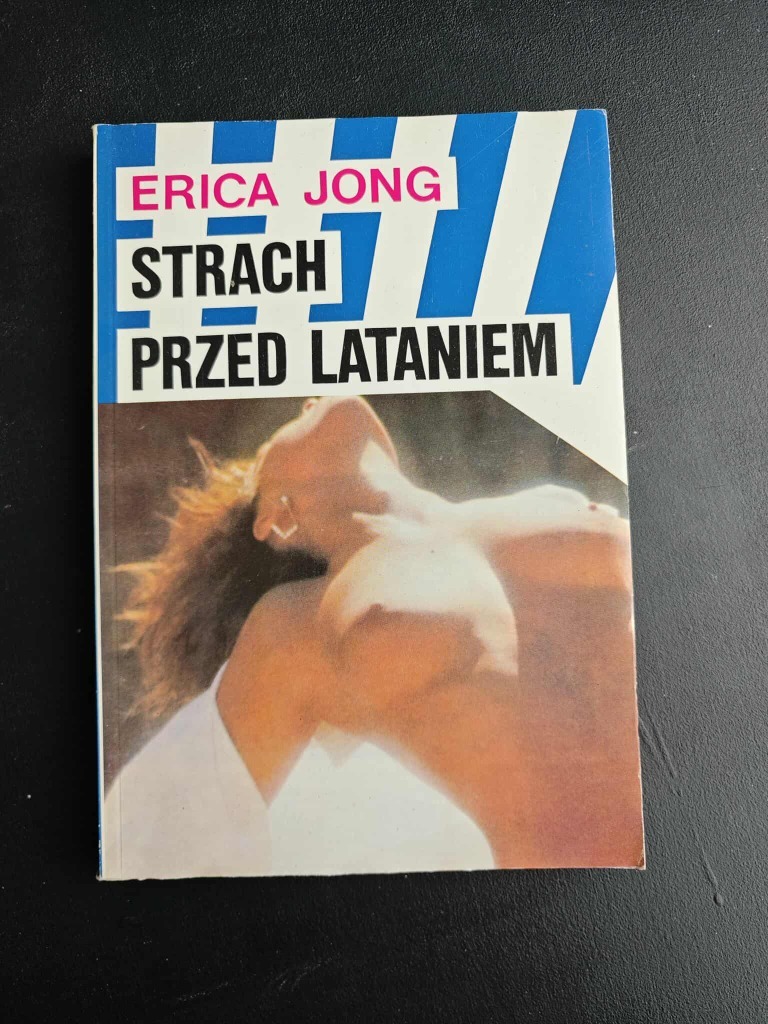 ERICA JONG
STRACH
PRZED LATANIEM